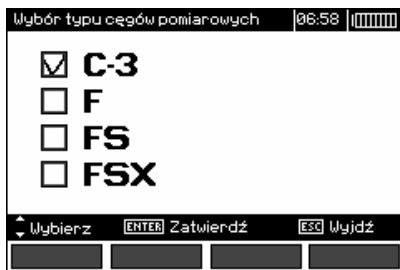 Wybór typu cęgów pomiarowych 06:58
C-3
F
FS
FSX
Wybierz ENTER Zatwierdź ESC Wyjdź